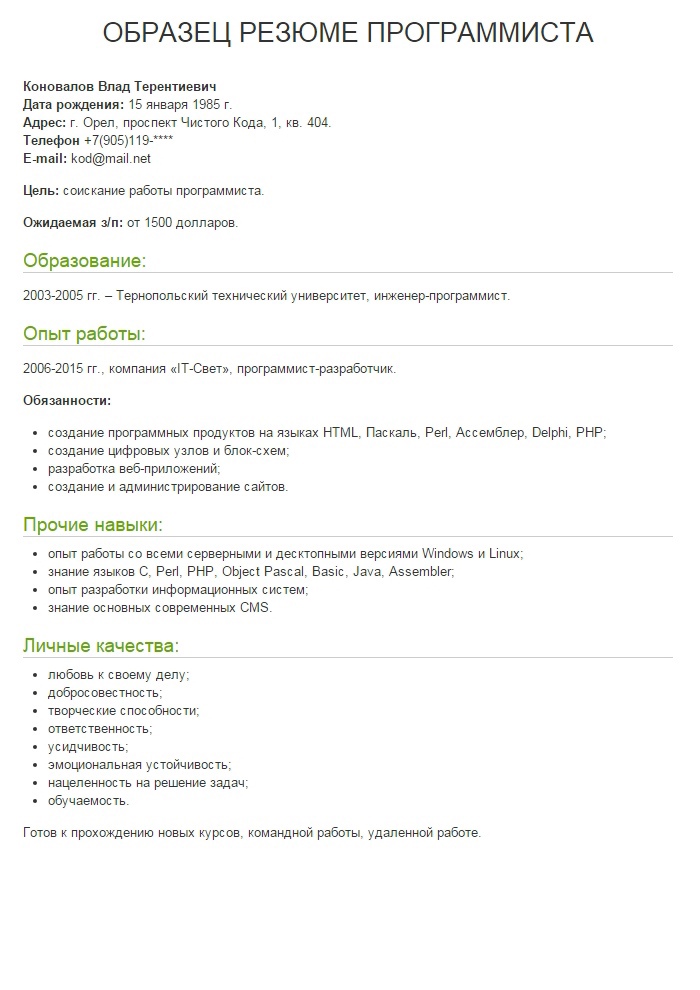 ОБРАЗЕЦ РЕЗЮМЕ ПРОГРАММИСТА
Коновалов Влад Терентиевич
Дата рождения: 15 января 1985 г.
Адрес: г. Орел, проспект Чистого Кода, 1, кв. 404.
Телефон +7(905)119-****
E-mail: kod@mail.net
Цель: соискание работы программиста.
Ожидаемая з/п: от 1500 долларов.
Образование:
2003-2005 гг. – Тернопольский технический университет, инженер-программист.
Опыт работы:
2006-2015 гг., компания «IT-Свет», программист-разработчик.
Обязанности:
• создание программных продуктов на языках HTML, Паскаль, Perl, Ассемблер, Delphi, PHP;
• создание цифровых узлов и блок-схем;
• разработка веб-приложений;
• создание и администрирование сайтов.
Прочие навыки:
• опыт работы со всеми серверными и десктопными версиями Windows и Linux;
• знание языков C, Perl, PHP, Object Pascal, Basic, Java, Assembler;
• опыт разработки информационных систем;
• знание основных современных CMS.
Личные качества:
• любовь к своему делу;
• добросовестность;
• творческие способности;
• ответственность;
• усидчивость;
• эмоциональная устойчивость;
• нацеленность на решение задач;
• обучаемость.
Готов к прохождению новых курсов, командной работы, удаленной работе.